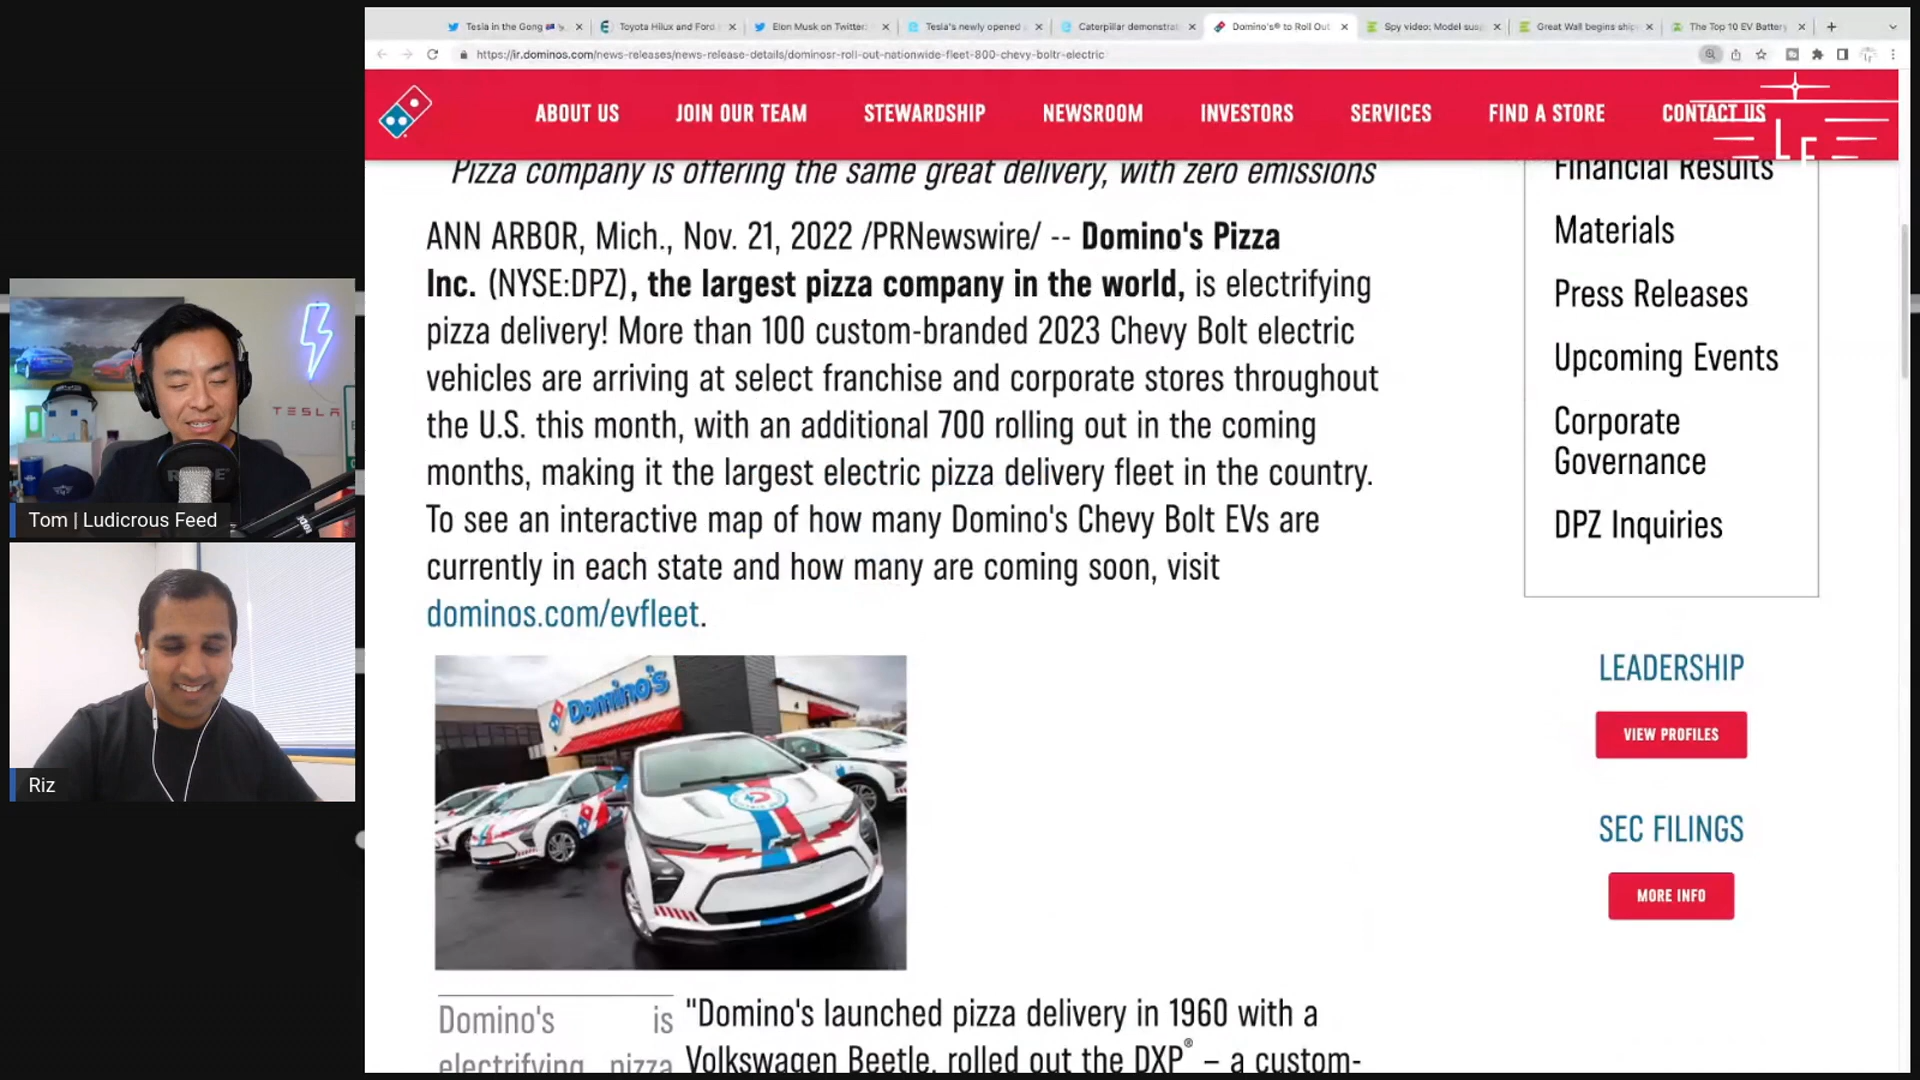 Tesla in the Gong
Toyota Hilux and Ford
Elon Musk on Twitter:
Tesla's newly opened
Caterpillar demonstrat
Domino's® to Roll Out
Spy video: Model
Great Wall begins ship
The Top 10 EV Battery
https://ir.dominos.com/news-releases/news-release-details/dominosr-roll-out-nationwide-fleet-800-chevy-boltr-electric
ABOUT US
JOIN OUR TEAM
STEWARDSHIP
NEWSROOM
INVESTORS
SERVICES
FIND A STORE
CONTACT US
LF
Pizza company is offering the same great delivery, with zero emissions
ANN ARBOR, Mich., Nov. 21, 2022 /PRNewswire/ -- Domino's Pizza
Inc. (NYSE:DPZ), the largest pizza company in the world, is electrifying
pizza delivery! More than 100 custom-branded 2023 Chevy Bolt electric
vehicles are arriving at select franchise and corporate stores throughout
the U.S. this month, with an additional 700 rolling out in the coming
months, making it the largest electric pizza delivery fleet in the country.
To see an interactive map of how many Domino's Chevy Bolt EVs are
currently in each state and how many are coming soon, visit
dominos.com/evfleet.
Domino's
Domino's is
electrifying pizza
"Domino's launched pizza delivery in 1960 with a
Volkswagen Beetle, rolled out the DXP® – a custom-
Financial Results
Materials
Press Releases
Upcoming Events
Corporate
Governance
DPZ Inquiries
LEADERSHIP
VIEW PROFILES
SEC FILINGS
MORE INFO
TESLA
RODE
Tom | Ludicrous Feed
Riz